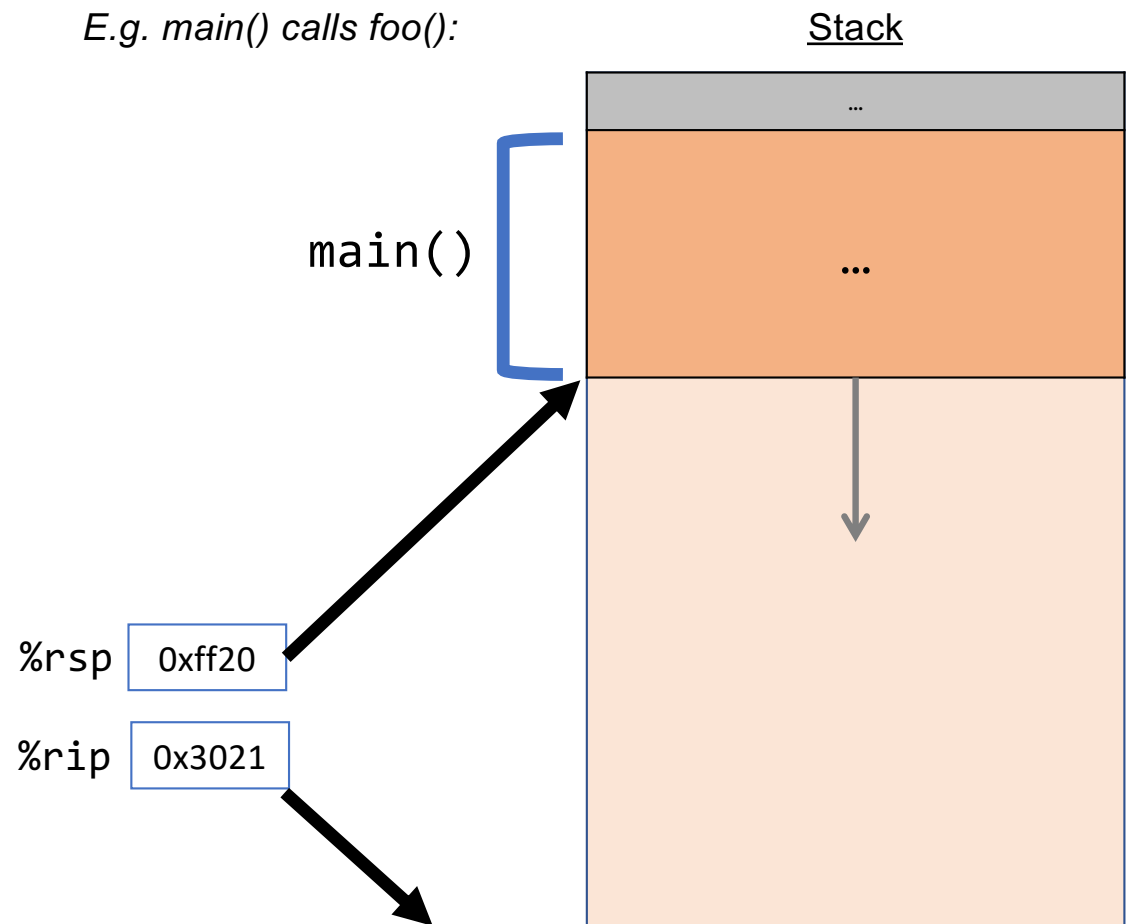 E.g. main() calls foo():
Stack
...
main()
...
%rsp 0xff20
%rip 0x3021